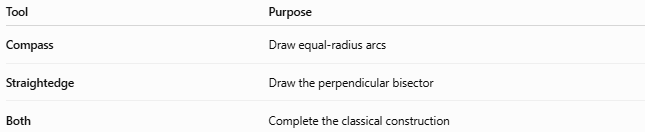 Tool Purpose
Compass Draw equal-radius arcs
Straightedge Draw the perpendicular bisector
Both Complete the classical construction